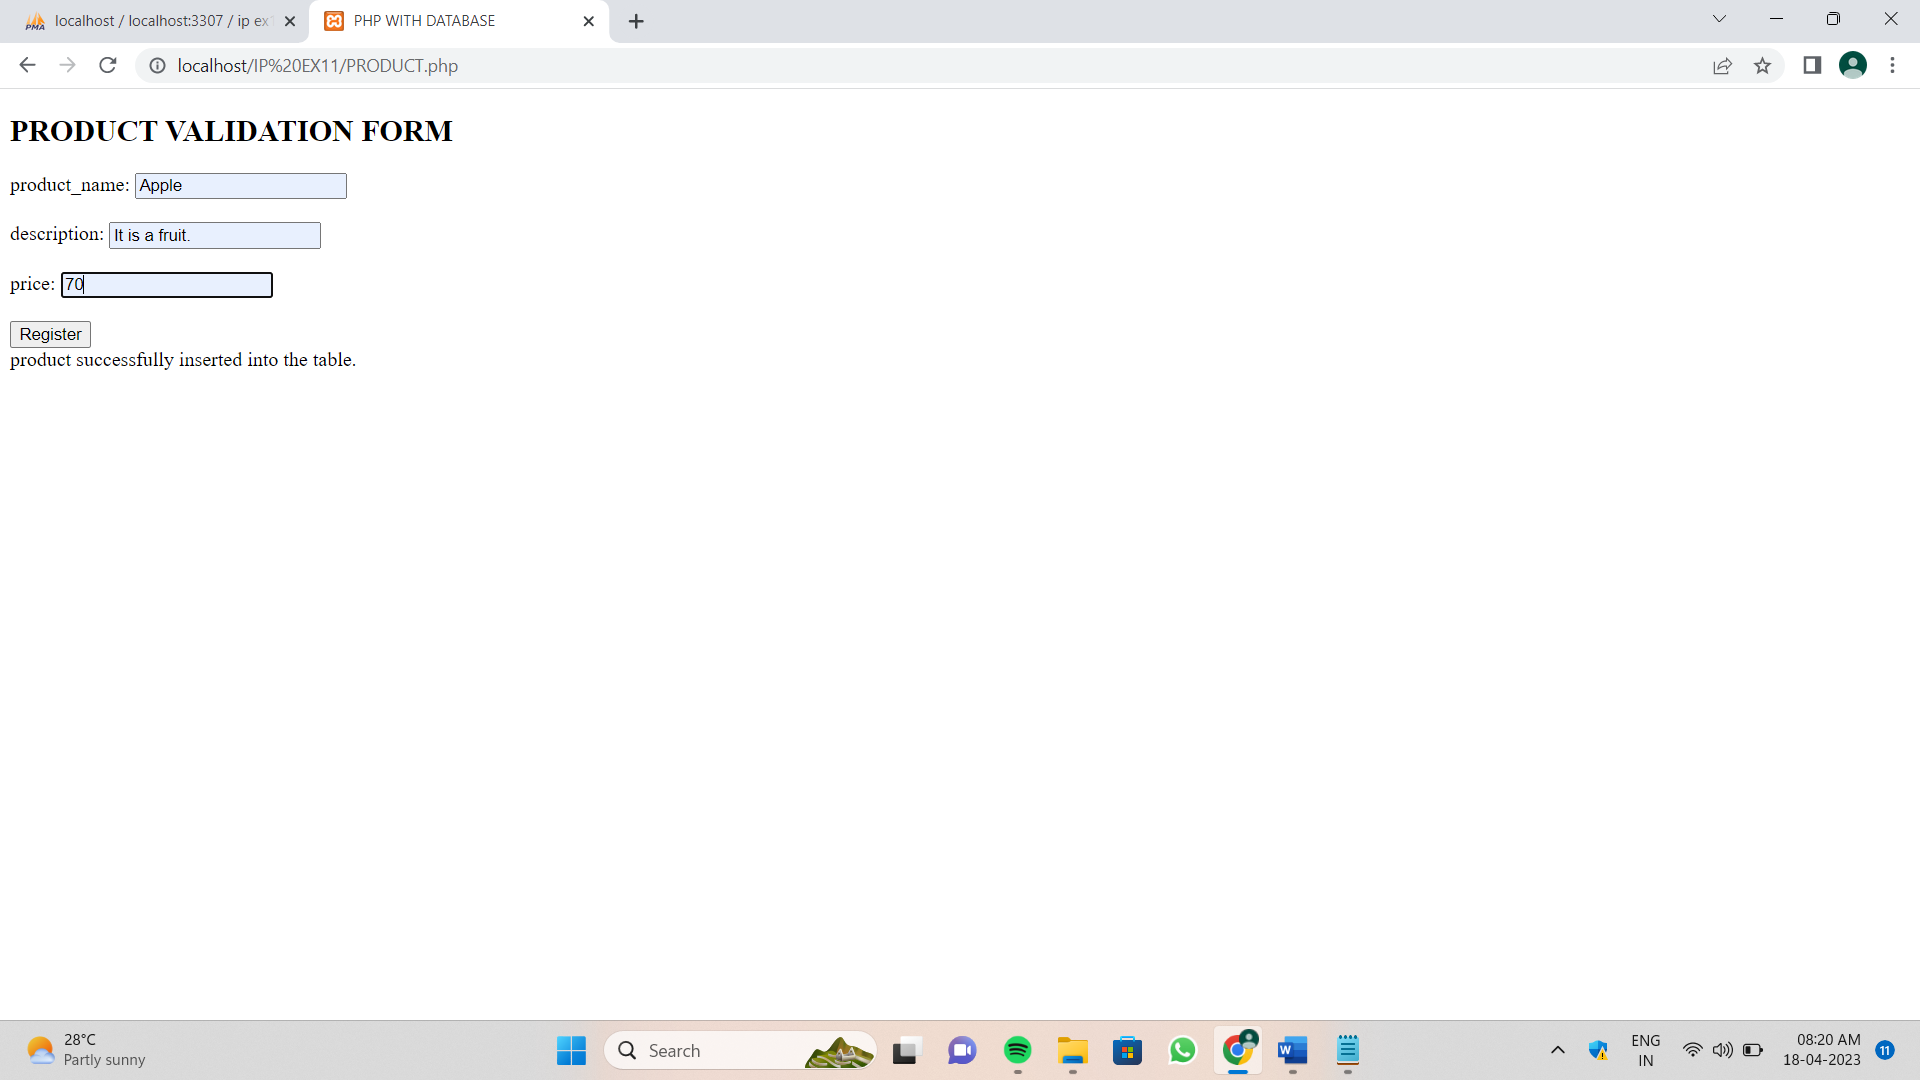 localhost / localhost:3307 / ip ex
PHP WITH DATABASE
localhost/IP%20EX11/PRODUCT.php
PRODUCT VALIDATION FORM
product_name: Apple
description: It is a fruit.
price: 70
Register
product successfully inserted into the table.
28°C
Partly sunny
Search
ENG
IN
08:20 AM
18-04-2023
11
PMA
W